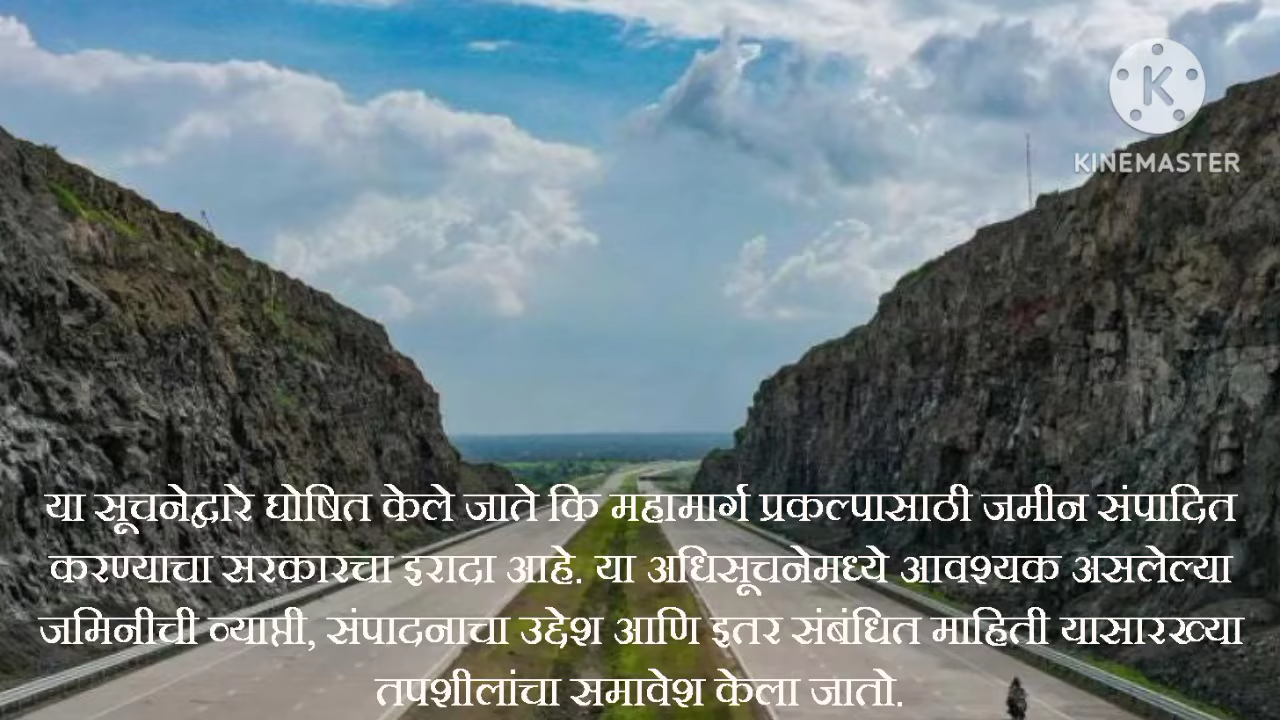 K
KINEMASTER
या सूचनेद्वारे घोषित केले जाते कि महामार्ग प्रकल्पासाठी जमीन संपादित
करण्याचा सरकारचा इरादा आहे. या अधिसूचनेमध्ये आवश्यक असलेल्या
जमिनीची व्याप्ती, संपादनाचा उद्देश आणि इतर संबंधित माहिती यासारख्या
तपशीलांचा समावेश केला जातो.